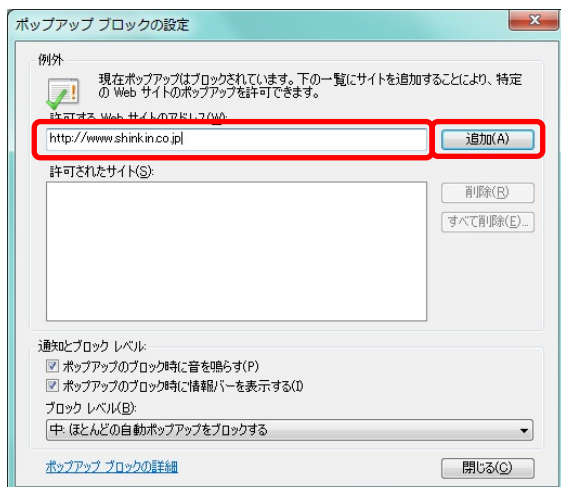 ポップアップ ブロックの設定
例外
現在ポップアップはブロックされています。下の一覧にサイトを追加することにより、特定
の Web サイトのポップアップを許可できます。
許可する Web サイトのアドレス(W):
http://www.shinkin.co.jp
追加(A)
許可されたサイト(S):
削除(R)
すべて削除(E)...
通知とブロック レベル:
ポップアップのブロック時に音を鳴らす(P)
ポップアップのブロック時に情報バーを表示する(I)
ブロック レベル(B):
中: ほとんどの自動ポップアップをブロックする
ポップアップ ブロックの詳細
閉じる(C)